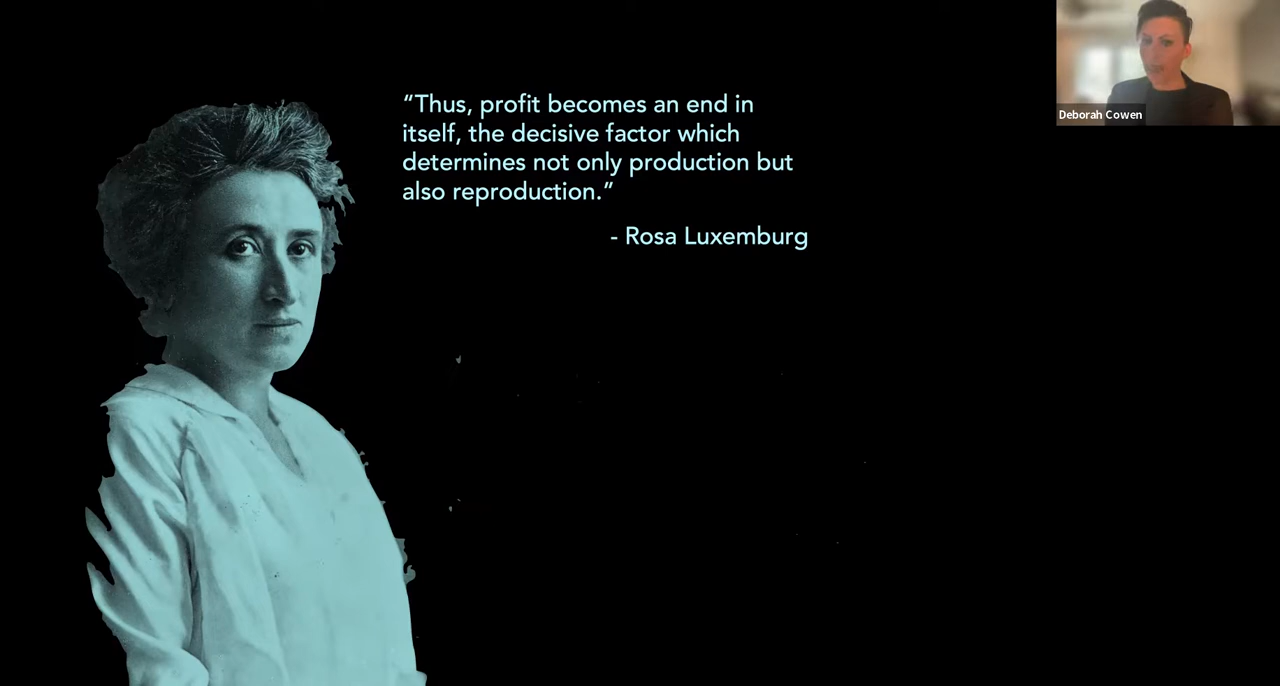 “Thus, profit becomes an end in
itself, the decisive factor which
determines not only production but
also reproduction.”
- Rosa Luxemburg
Deborah Cowen